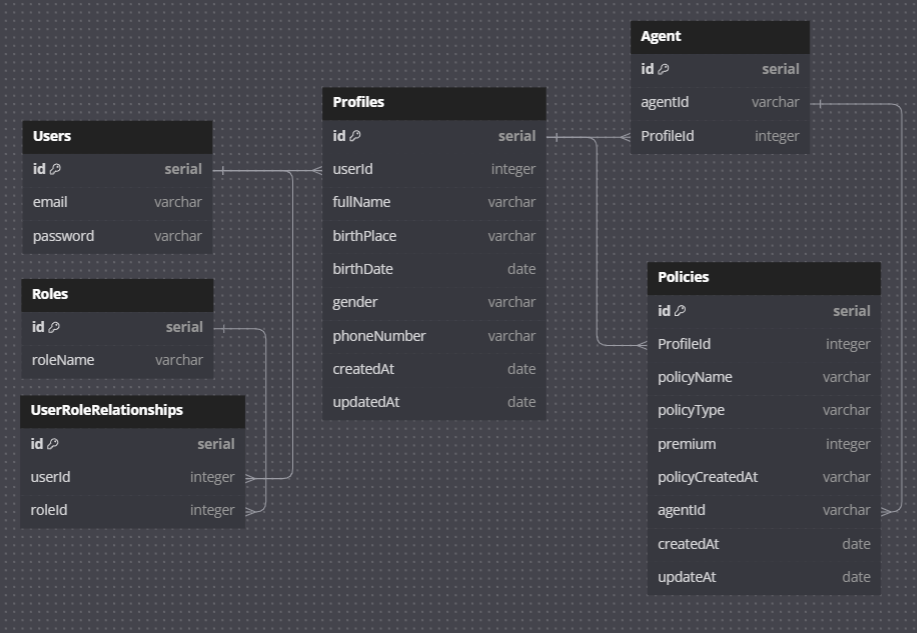 Users
id serial
email varchar
password varchar
Roles
id serial
roleName varchar
UserRoleRelationships
id serial
userId integer
roleId integer
Profiles
id serial
userId integer
fullName varchar
birthPlace varchar
birthDate date
gender varchar
phoneNumber varchar
createdAt date
updatedAt date
Agent
id serial
agentId varchar
ProfileId integer
Policies
id serial
ProfileId integer
policyName varchar
policyType varchar
premium integer
policyCreatedAt varchar
agentId varchar
createdAt date
updateAt date